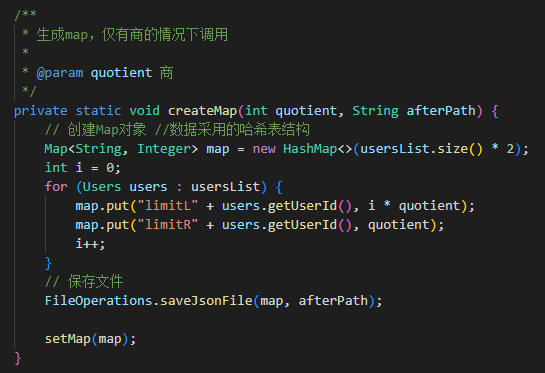 /**
 * 生成map，仅有商的情况下调用
 *
 * @param quotient 商
 */
private static void createMap(int quotient, String afterPath) {
    // 创建Map对象 //数据采用的哈希表结构
    Map<String, Integer> map = new HashMap<>(usersList.size() * 2);
    int i = 0;
    for (Users users : usersList) {
        map.put("limitL" + users.getUserId(), i * quotient);
        map.put("limitR" + users.getUserId(), quotient);
        i++;
    }
    // 保存文件
    FileOperations.saveJsonFile(map, afterPath);

    setMap(map);
}